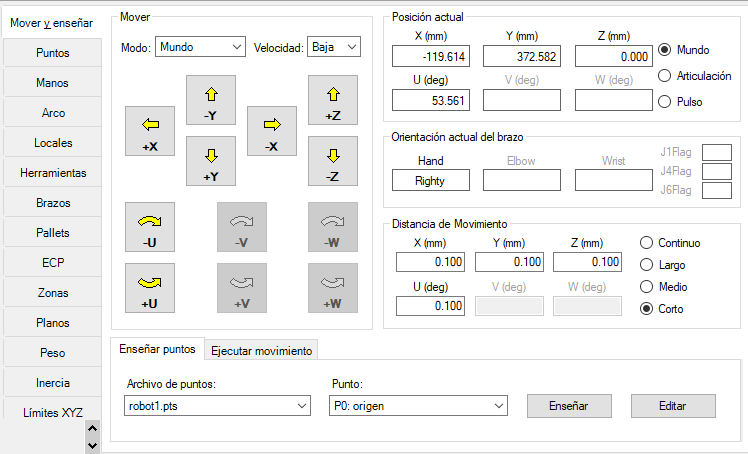 Mover y enseñar
Puntos
Manos
Arco
Locales
Herramientas
Brazos
Pallets
ECP
Zonas
Planos
Peso
Inercia
Límites XYZ
Mover
Modo: Mundo Velocidad: Baja
-Y +Z
+X -X
+Y -Z
-U -V -W
+U +V +W
Posición actual
X (mm) Y (mm) Z (mm)
-119.614 372.582 0.000 Mundo
U (deg) V (deg) W (deg) Articulación
53.561 Pulso
Orientación actual del brazo
Hand Elbow Wrist J1Flag
Righty J4Flag
J6Flag
Distancia de Movimiento
X (mm) Y (mm) Z (mm) Continuo
0.100 0.100 0.100 Largo
U (deg) V (deg) W (deg) Medio
0.100 Corto
Enseñar puntos Ejecutar movimiento
Archivo de puntos: Punto:
robot1.pts P0: origen Enseñar Editar